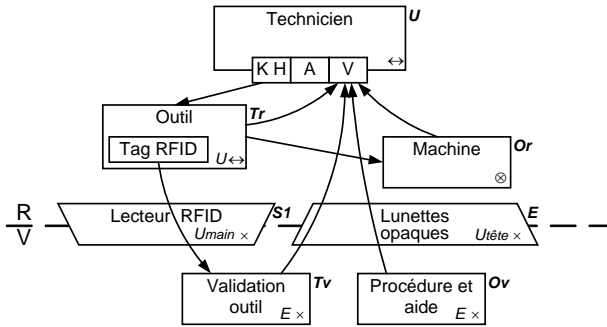 Technicien U
K H A V ↔
Outil Tr
Tag RFID
U↔
Machine Or
⊗
R
V
Lecteur RFID S1
Umain ×
Lunettes E
opaques
Utête ×
Validation Tv
outil
E ×
Procédure et Ov
aide
E ×